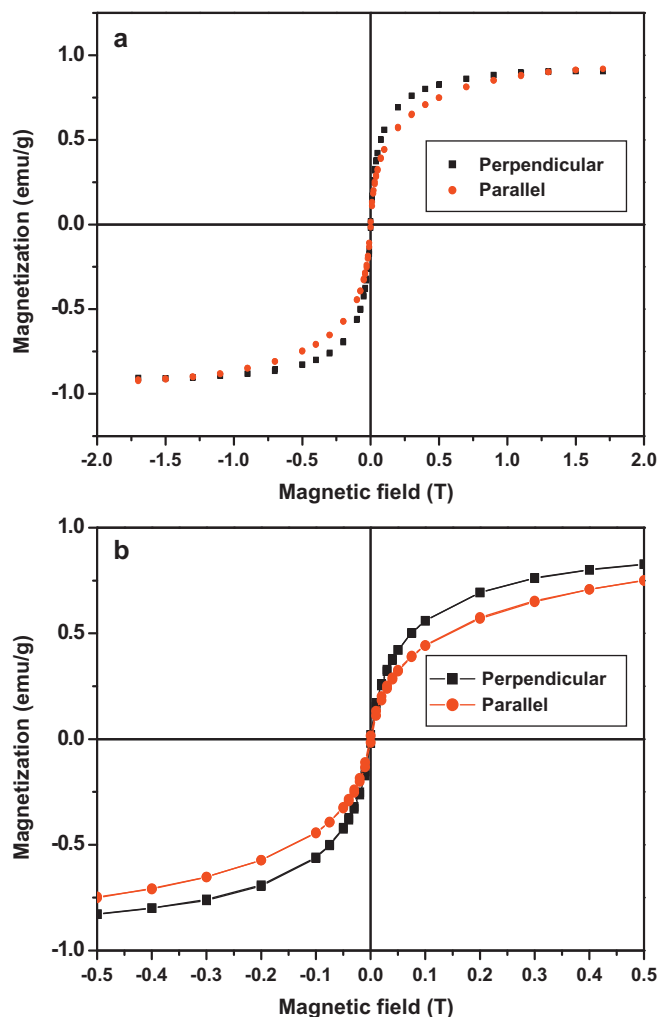 a
1.0
0.5
0.0
-0.5
-1.0
Magnetization (emu/g)
Perpendicular
Parallel
-2.0 -1.5 -1.0 -0.5 0.0 0.5 1.0 1.5 2.0
Magnetic field (T)
b
1.0
0.5
0.0
-0.5
-1.0
Magnetization (emu/g)
Perpendicular
Parallel
-0.5 -0.4 -0.3 -0.2 -0.1 0.0 0.1 0.2 0.3 0.4 0.5
Magnetic field (T)